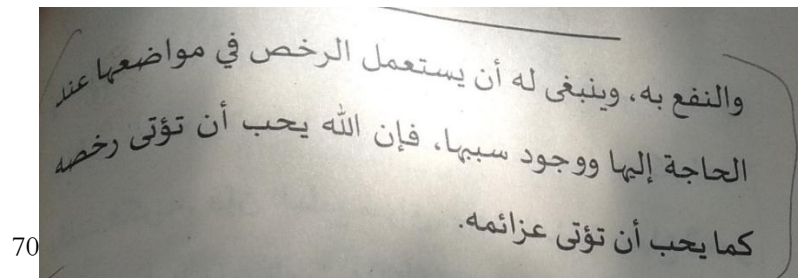 والنفع به، وينبغى له أن يستعمل الرخص في مواضعها عند
الحاجة إليها ووجود سببها، فإن الله يحب أن تؤتى رخصه
كما يحب أن تؤتى عزائمه.
70